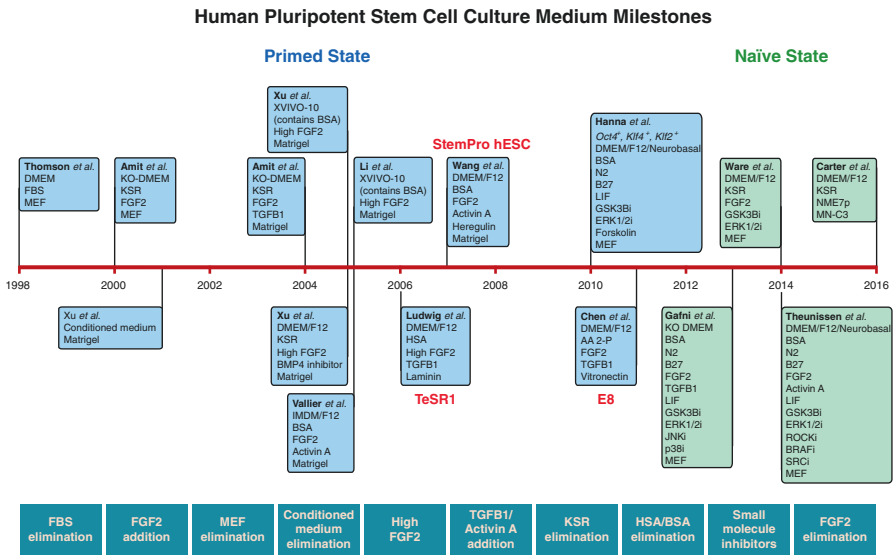 Human Pluripotent Stem Cell Culture Medium Milestones
Primed State
Naïve State
Xu et al.
XVIVO-10
(contains BSA)
High FGF2
Matrigel
StemPro hESC
Thomson et al.
DMEM
FBS
MEF
Amit et al.
KO-DMEM
KSR
FGF2
MEF
Amit et al.
KO-DMEM
KSR
FGF2
TGFB1
Matrigel
Li et al.
XVIVO-10
(contains BSA)
High FGF2
Matrigel
Wang et al.
DMEM/F12
BSA
FGF2
Activin A
Heregulin
Matrigel
Hanna et al.
Oct4+, Klf4+, Klf2+
DMEM/F12/Neurobasal
BSA
N2
B27
LIF
GSK3Bi
ERK1/2i
Forskolin
MEF
Ware et al.
DMEM/F12
KSR
FGF2
GSK3Bi
ERK1/2i
MEF
Carter et al.
DMEM/F12
KSR
NME7p
MN-C3
1998 2000 2002 2004 2006 2008 2010 2012 2014 2016
Xu et al.
Conditioned medium
Matrigel
Xu et al.
DMEM/F12
KSR
High FGF2
BMP4 inhibitor
Matrigel
Vallier et al.
IMDM/F12
BSA
FGF2
Activin A
Matrigel
Ludwig et al.
DMEM/F12
HSA
High FGF2
TGFB1
Laminin
TeSR1
Chen et al.
DMEM/F12
AA 2-P
FGF2
TGFB1
Vitronectin
E8
Gafni et al.
KO DMEM
BSA
N2
B27
FGF2
TGFB1
LIF
GSK3Bi
ERK1/2i
JNKi
p38i
MEF
Theunissen et al.
DMEM/F12/Neurobasal
BSA
N2
B27
FGF2
Activin A
LIF
GSK3Bi
ERK1/2i
ROCKi
BRAFi
SRCi
MEF
FBS
elimination
FGF2
addition
MEF
elimination
Conditioned
medium
elimination
High
FGF2
TGFB1/
Activin A
addition
KSR
elimination
HSA/BSA
elimination
Small
molecule
inhibitors
FGF2
elimination